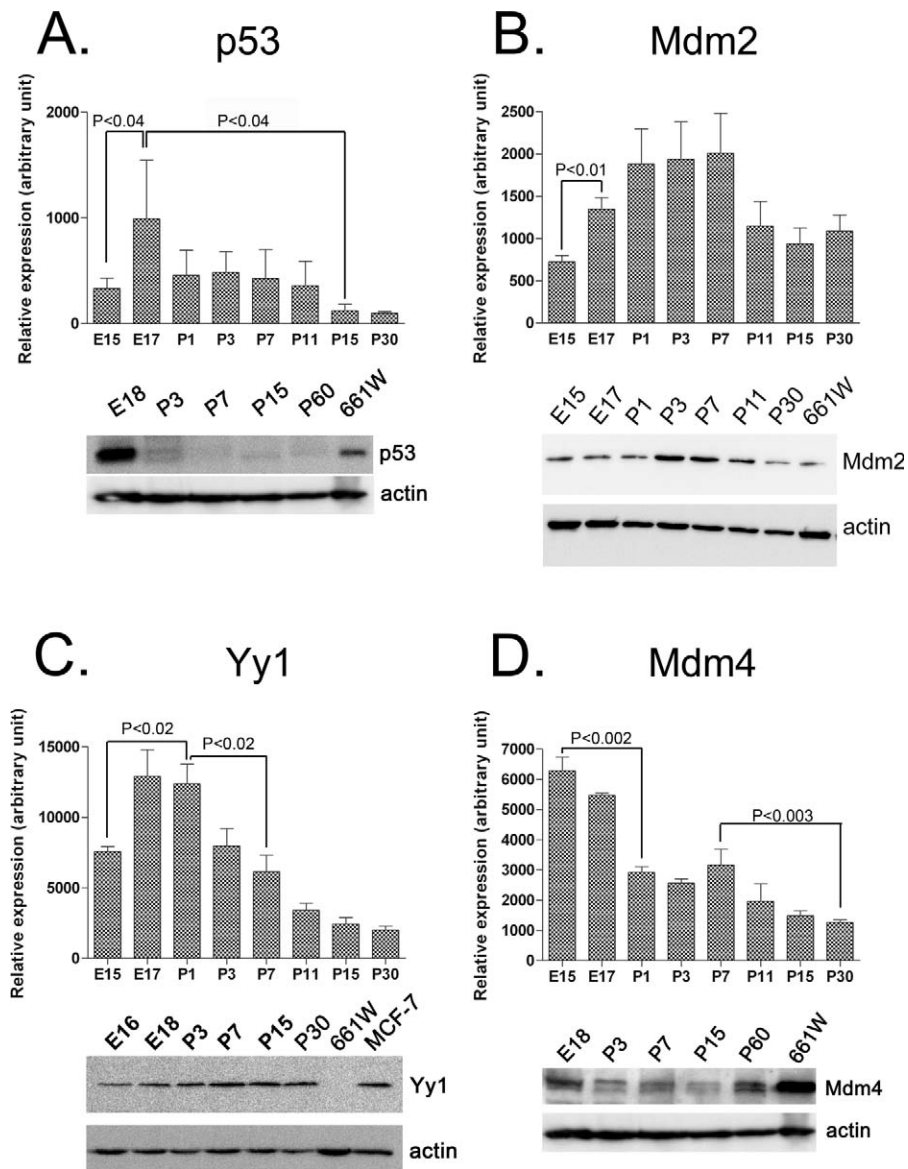 A. p53
Relative expression (arbitrary unit)
2000
1000
0
P<0.04 P<0.04
E15 E17 P1 P3 P7 P11 P15 P30
E18 P3 P7 P15 P60 661W
p53
actin
B. Mdm2
Relative expression (arbitrary unit)
2500
2000
1500
1000
500
0
P<0.01
E15 E17 P1 P3 P7 P11 P15 P30
E15 E17 P1 P3 P7 P11 P30 661W
Mdm2
actin
C. Yy1
Relative expression (arbitrary unit)
15000
10000
5000
0
P<0.02
P<0.02
E15 E17 P1 P3 P7 P11 P15 P30
E16 E18 P3 P7 P15 P30 661W MCF-7
Yy1
actin
D. Mdm4
Relative expression (arbitrary unit)
7000
6000
5000
4000
3000
2000
1000
0
P<0.002
P<0.003
E15 E17 P1 P3 P7 P11 P15 P30
E18 P3 P7 P15 P60 661W
Mdm4
actin